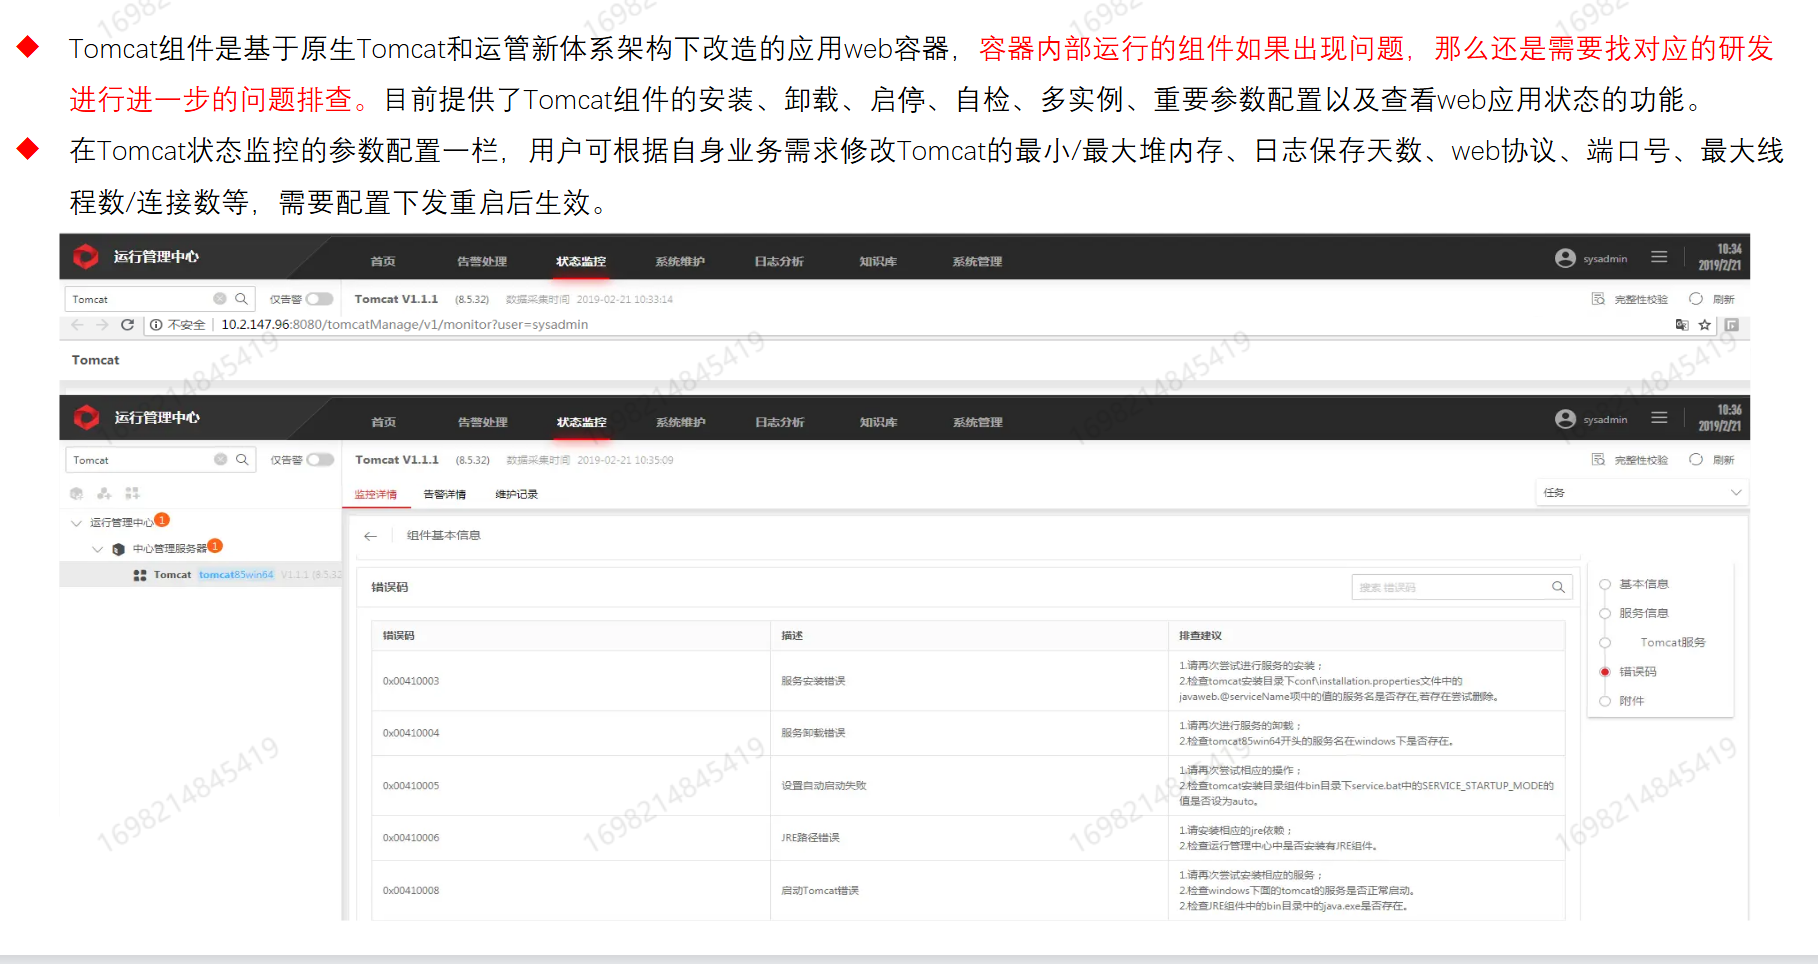 Tomcat组件是基于原生Tomcat和运管新体系架构下改造的应用web容器，容器内部运行的组件如果出现问题，那么还是需要找对应的研发
进行进一步的问题排查。目前提供了Tomcat组件的安装、卸载、启停、自检、多实例、重要参数配置以及查看web应用状态的功能。
在Tomcat状态监控的参数配置一栏，用户可根据自身业务需求修改Tomcat的最小/最大堆内存、日志保存天数、web协议、端口号、最大线
程数/连接数等，需要配置下发重启后生效。
运行管理中心 首页 告警处理 状态监控 系统维护 日志分析 知识库 系统管理 sysadmin 10:34
2019/2/21
Tomcat 仅告警 Tomcat V1.1.1 (8.5.32) 数据采集时间 2019-02-21 10:33:14 完整性校验 刷新
不安全 10.2.147.96:8080/tomcatManage/v1/monitor?user=sysadmin
Tomcat
运行管理中心 首页 告警处理 状态监控 系统维护 日志分析 知识库 系统管理 sysadmin 10:36
2019/2/21
Tomcat 仅告警 Tomcat V1.1.1 (8.5.32) 数据采集时间 2019-02-21 10:35:09 完整性校验 刷新
监控详情 告警详情 维护记录 任务
运行管理中心 1
中心管理服务器 1
Tomcat tomcat85win64 V1.1.1 (8.5.32
组件基本信息
错误码 搜索 错误码
错误码 描述 排查建议
0x00410003 服务安装错误 1.请再次尝试进行服务的安装；
2.检查tomcat安装目录下conf\installation.properties文件中的
javaweb.@serviceName项中的值的服务名是否存在,若存在尝试删除。
0x00410004 服务卸载错误 1.请再次进行服务的卸载；
2.检查tomcat85win64开头的服务名在windows下是否存在。
0x00410005 设置自动启动失败 1.请再次尝试相应的操作；
2.检查tomcat安装目录组件bin目录下service.bat中的SERVICE_STARTUP_MODE的
值是否设为auto。
0x00410006 JRE路径错误 1.请安装相应的jre依赖；
2.检查运行管理中心中是否安装有JRE组件。
0x00410008 启动Tomcat错误 1.请再次尝试安装相应的服务；
2.检查windows下面的tomcat的服务是否正常启动。
2.检查JRE组件中的bin目录中的java.exe是否存在。
基本信息
服务信息
Tomcat服务
错误码
附件
1698214845419
1698214845419
1698214845419
1698214845419
1698214845419
1698214845419
1698214845419
1698214845419